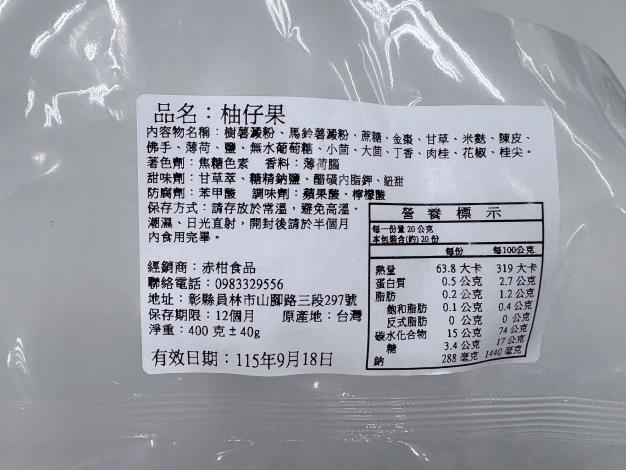 品名：柚仔果
內容物名稱：樹薯澱粉、馬鈴薯澱粉、蔗糖、金棗、甘草、米麩、陳皮、
佛手、薄荷、鹽、無水葡萄糖、小茴、大茴、丁香、肉桂、花椒、桂尖。
著色劑：焦糖色素 香料：薄荷腦
甜味劑：甘草萃、糖精鈉鹽、醋磺內脂鉀、紐甜
防腐劑：苯甲酸 調味劑：蘋果酸、檸檬酸
保存方式：請存放於常溫，避免高溫、
潮濕、日光直射，開封後請於半個月
內食用完畢。
經銷商：赤柑食品
聯絡電話：0983329556
地址：彰縣員林市山腳路三段297號
保存期限：12個月 原產地：台灣
淨重：400 克±40g
有效日期：115年9月18日
營養標示
每一份量 20 公克
本包裝含(約) 20 份
每份 每100公克
熱量 63.8 大卡 319 大卡
蛋白質 0.5 公克 2.7 公克
脂肪 0.2 公克 1.2 公克
飽和脂肪 0.1 公克 0.4 公克
反式脂肪 0 公克 0 公克
碳水化合物 15 公克 74 公克
糖 3.4 公克 17 公克
鈉 288 毫克 1440 毫克